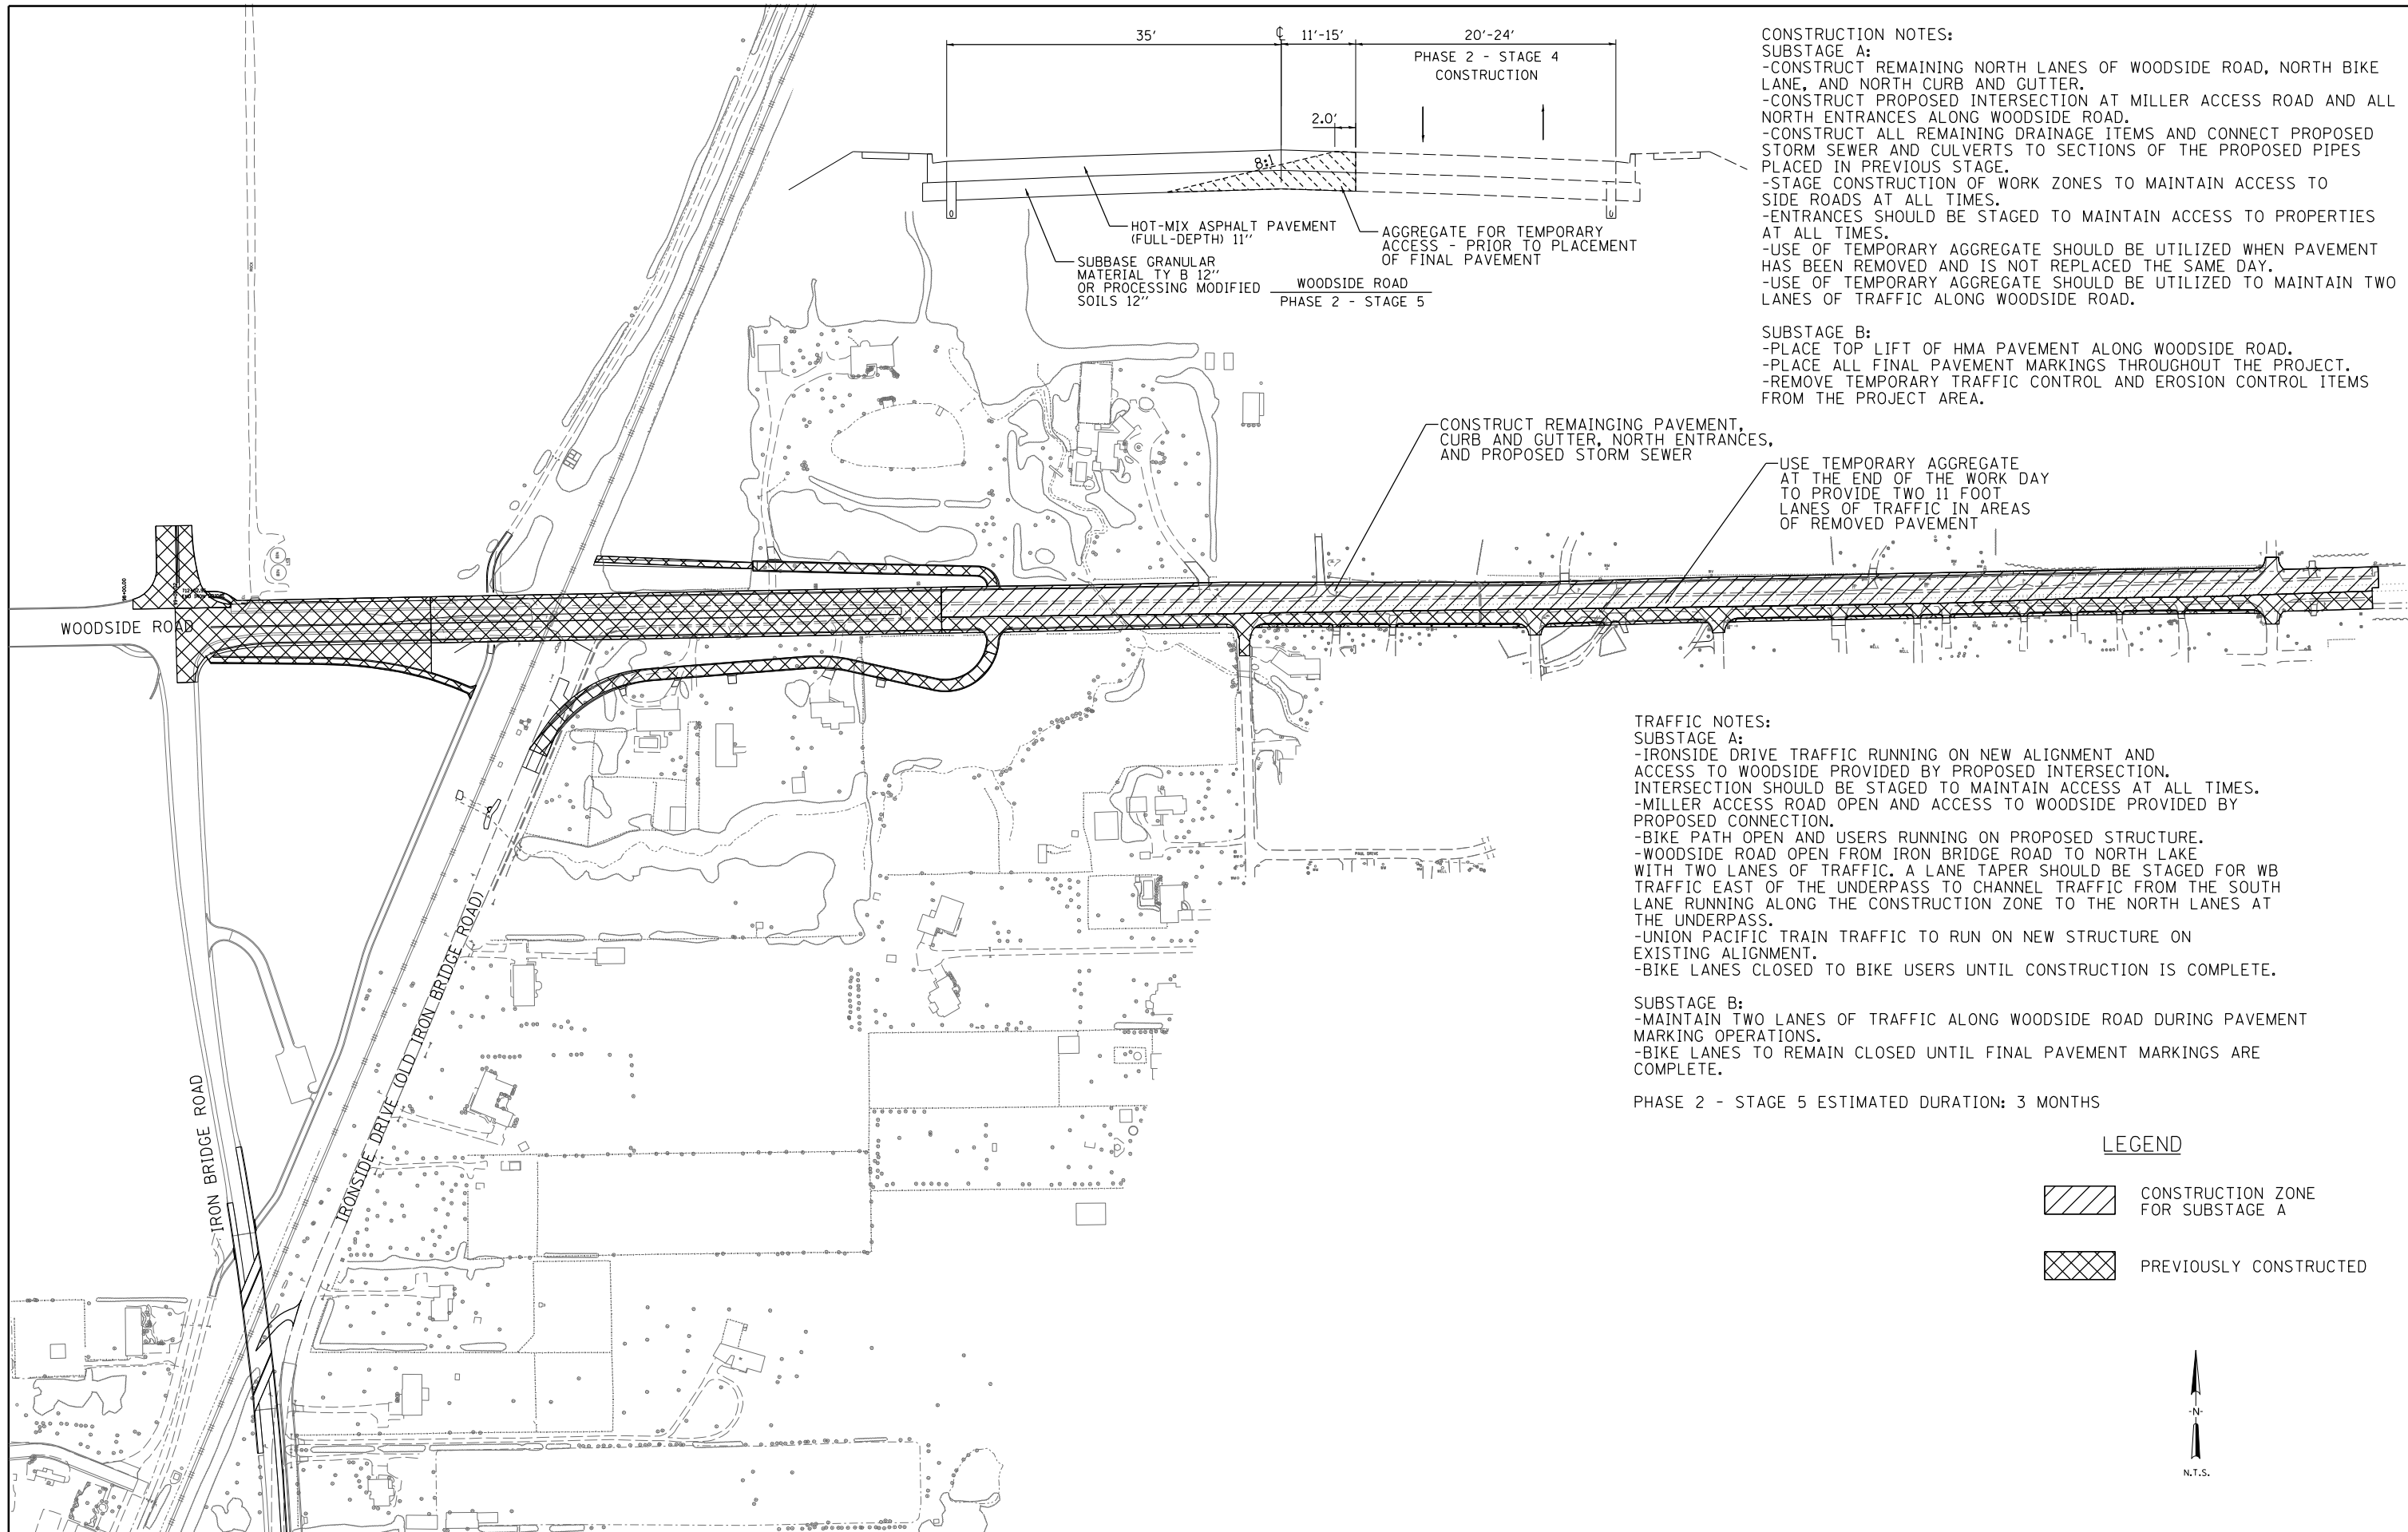 35'
℄
11'-15'
20'-24'
PHASE 2 - STAGE 4
CONSTRUCTION
2.0'
8:1
HOT-MIX ASPHALT PAVEMENT
(FULL-DEPTH) 11''
AGGREGATE FOR TEMPORARY
ACCESS - PRIOR TO PLACEMENT
OF FINAL PAVEMENT
SUBBASE GRANULAR
MATERIAL TY B 12''
OR PROCESSING MODIFIED
SOILS 12''
WOODSIDE ROAD
PHASE 2 - STAGE 5
CONSTRUCTION NOTES:
SUBSTAGE A:
-CONSTRUCT REMAINING NORTH LANES OF WOODSIDE ROAD, NORTH BIKE
LANE, AND NORTH CURB AND GUTTER.
-CONSTRUCT PROPOSED INTERSECTION AT MILLER ACCESS ROAD AND ALL
NORTH ENTRANCES ALONG WOODSIDE ROAD.
-CONSTRUCT ALL REMAINING DRAINAGE ITEMS AND CONNECT PROPOSED
STORM SEWER AND CULVERTS TO SECTIONS OF THE PROPOSED PIPES
PLACED IN PREVIOUS STAGE.
-STAGE CONSTRUCTION OF WORK ZONES TO MAINTAIN ACCESS TO
SIDE ROADS AT ALL TIMES.
-ENTRANCES SHOULD BE STAGED TO MAINTAIN ACCESS TO PROPERTIES
AT ALL TIMES.
-USE OF TEMPORARY AGGREGATE SHOULD BE UTILIZED WHEN PAVEMENT
HAS BEEN REMOVED AND IS NOT REPLACED THE SAME DAY.
-USE OF TEMPORARY AGGREGATE SHOULD BE UTILIZED TO MAINTAIN TWO
LANES OF TRAFFIC ALONG WOODSIDE ROAD.
SUBSTAGE B:
-PLACE TOP LIFT OF HMA PAVEMENT ALONG WOODSIDE ROAD.
-PLACE ALL FINAL PAVEMENT MARKINGS THROUGHOUT THE PROJECT.
-REMOVE TEMPORARY TRAFFIC CONTROL AND EROSION CONTROL ITEMS
FROM THE PROJECT AREA.
CONSTRUCT REMAINGING PAVEMENT,
CURB AND GUTTER, NORTH ENTRANCES,
AND PROPOSED STORM SEWER
USE TEMPORARY AGGREGATE
AT THE END OF THE WORK DAY
TO PROVIDE TWO 11 FOOT
LANES OF TRAFFIC IN AREAS
OF REMOVED PAVEMENT
WOODSIDE ROAD
TRAFFIC NOTES:
SUBSTAGE A:
-IRONSIDE DRIVE TRAFFIC RUNNING ON NEW ALIGNMENT AND
ACCESS TO WOODSIDE PROVIDED BY PROPOSED INTERSECTION.
INTERSECTION SHOULD BE STAGED TO MAINTAIN ACCESS AT ALL TIMES.
-MILLER ACCESS ROAD OPEN AND ACCESS TO WOODSIDE PROVIDED BY
PROPOSED CONNECTION.
-BIKE PATH OPEN AND USERS RUNNING ON PROPOSED STRUCTURE.
-WOODSIDE ROAD OPEN FROM IRON BRIDGE ROAD TO NORTH LAKE
WITH TWO LANES OF TRAFFIC. A LANE TAPER SHOULD BE STAGED FOR WB
TRAFFIC EAST OF THE UNDERPASS TO CHANNEL TRAFFIC FROM THE SOUTH
LANE RUNNING ALONG THE CONSTRUCTION ZONE TO THE NORTH LANES AT
THE UNDERPASS.
-UNION PACIFIC TRAIN TRAFFIC TO RUN ON NEW STRUCTURE ON
EXISTING ALIGNMENT.
-BIKE LANES CLOSED TO BIKE USERS UNTIL CONSTRUCTION IS COMPLETE.
SUBSTAGE B:
-MAINTAIN TWO LANES OF TRAFFIC ALONG WOODSIDE ROAD DURING PAVEMENT
MARKING OPERATIONS.
-BIKE LANES TO REMAIN CLOSED UNTIL FINAL PAVEMENT MARKINGS ARE
COMPLETE.
PHASE 2 - STAGE 5 ESTIMATED DURATION: 3 MONTHS
PAUL DRIVE
IRON BRIDGE ROAD
IRONSIDE DRIVE (OLD IRON BRIDGE ROAD)
LEGEND
CONSTRUCTION ZONE
FOR SUBSTAGE A
PREVIOUSLY CONSTRUCTED
-N-
N.T.S.